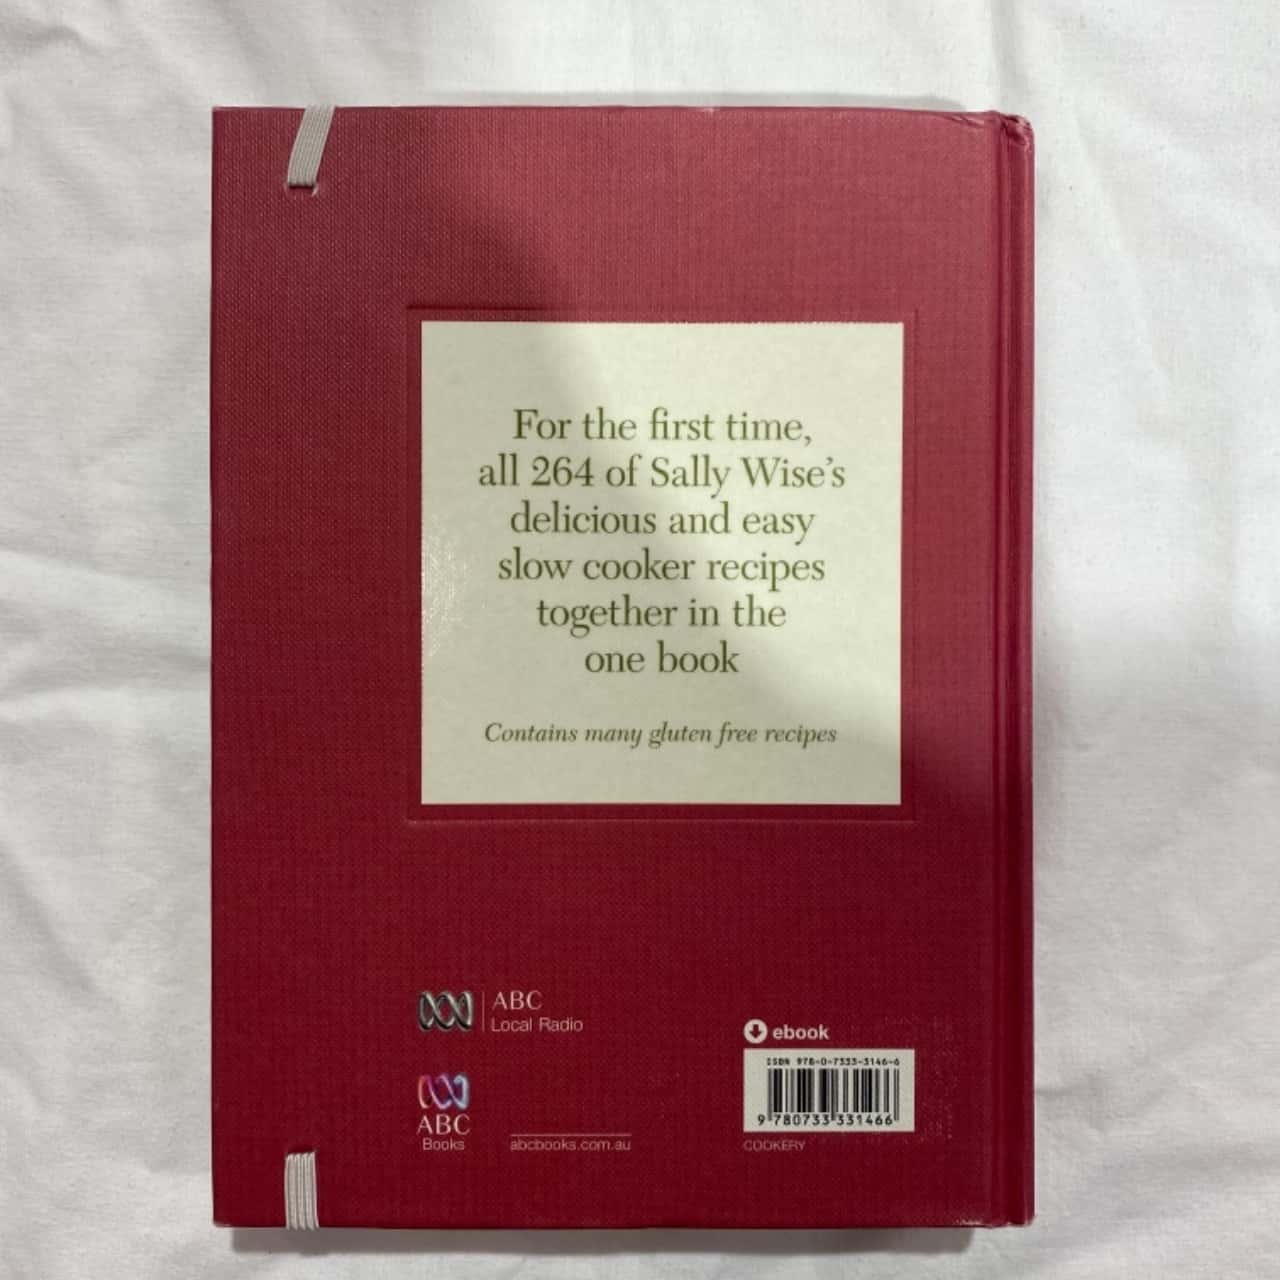 For the first time,
all 264 of Sally Wise's
delicious and easy
slow cooker recipes
together in the
one book
Contains many gluten free recipes
ABC
Local Radio
ABC
Books
abcbooks.com.au
ebook
ISBN 978-0-7333-3146-6
9 780733 331466
COOKERY